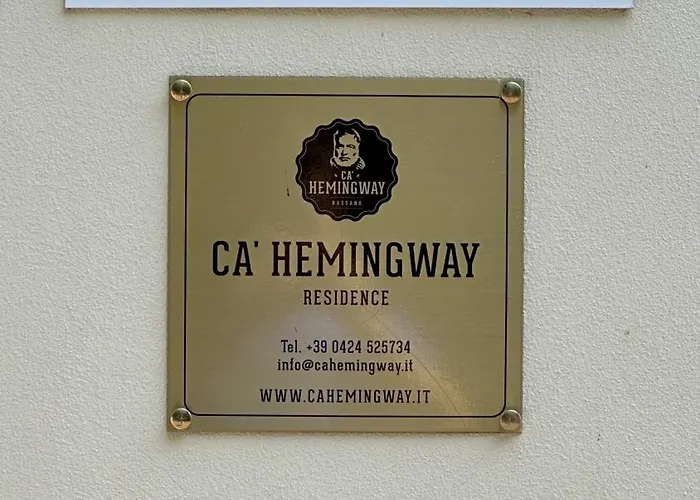 CA'
HEMINGWAY
BASSANO
CA' HEMINGWAY
RESIDENCE
Tel. +39 0424 525734
info@cahemingway.it
WWW.CAHEMINGWAY.IT